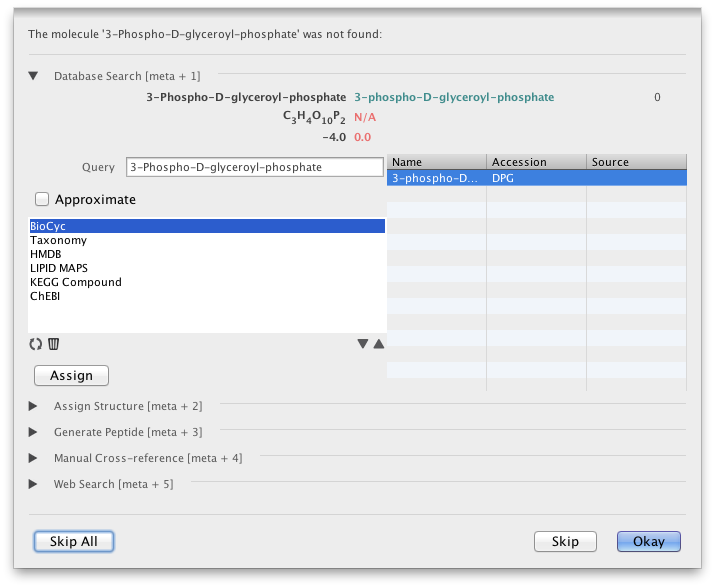 The molecule '3-Phospho-D-glyceroyl-phosphate' was not found:
Database Search [meta + 1]
3-Phospho-D-glyceroyl-phosphate 3-phospho-D-glyceroyl-phosphate 0
C3H4O10P2 N/A
-4.0 0.0
Query 3-Phospho-D-glyceroyl-phosphate
Approximate
Name Accession Source
3-phospho-D... DPG
BioCyc
Taxonomy
HMDB
LIPID MAPS
KEGG Compound
ChEBI
Assign
Assign Structure [meta + 2]
Generate Peptide [meta + 3]
Manual Cross-reference [meta + 4]
Web Search [meta + 5]
Skip All Skip Okay